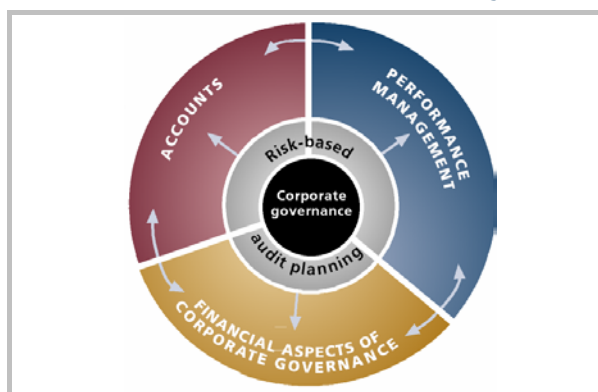 ACCOUNTS
PERFORMANCE
MANAGEMENT
Risk-based
Corporate
governance
audit planning
FINANCIAL ASPECTS OF
CORPORATE GOVERNANCE